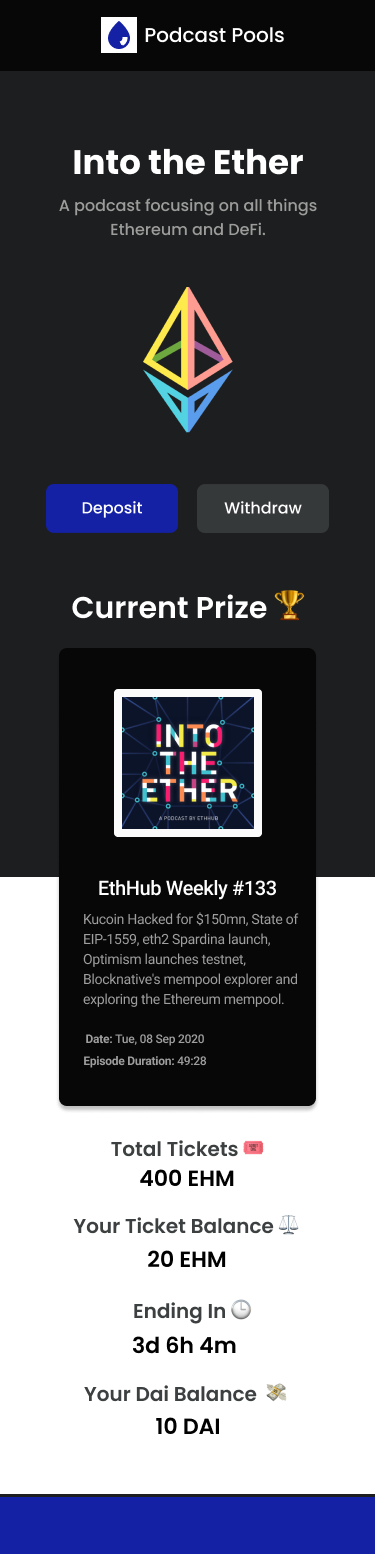 Podcast Pools
Into the Ether
A podcast focusing on all things
Ethereum and DeFi.
Deposit
Withdraw
Current Prize
INTO
THE
ETHER
A PODCAST BY ETHHUB
EthHub Weekly #133
Kucoin Hacked for $150mn, State of
EIP-1559, eth2 Spardina launch,
Optimism launches testnet,
Blocknative's mempool explorer and
exploring the Ethereum mempool.
Date: Tue, 08 Sep 2020
Episode Duration: 49:28
Total Tickets
400 EHM
Your Ticket Balance
20 EHM
Ending In
3d 6h 4m
Your Dai Balance
10 DAI